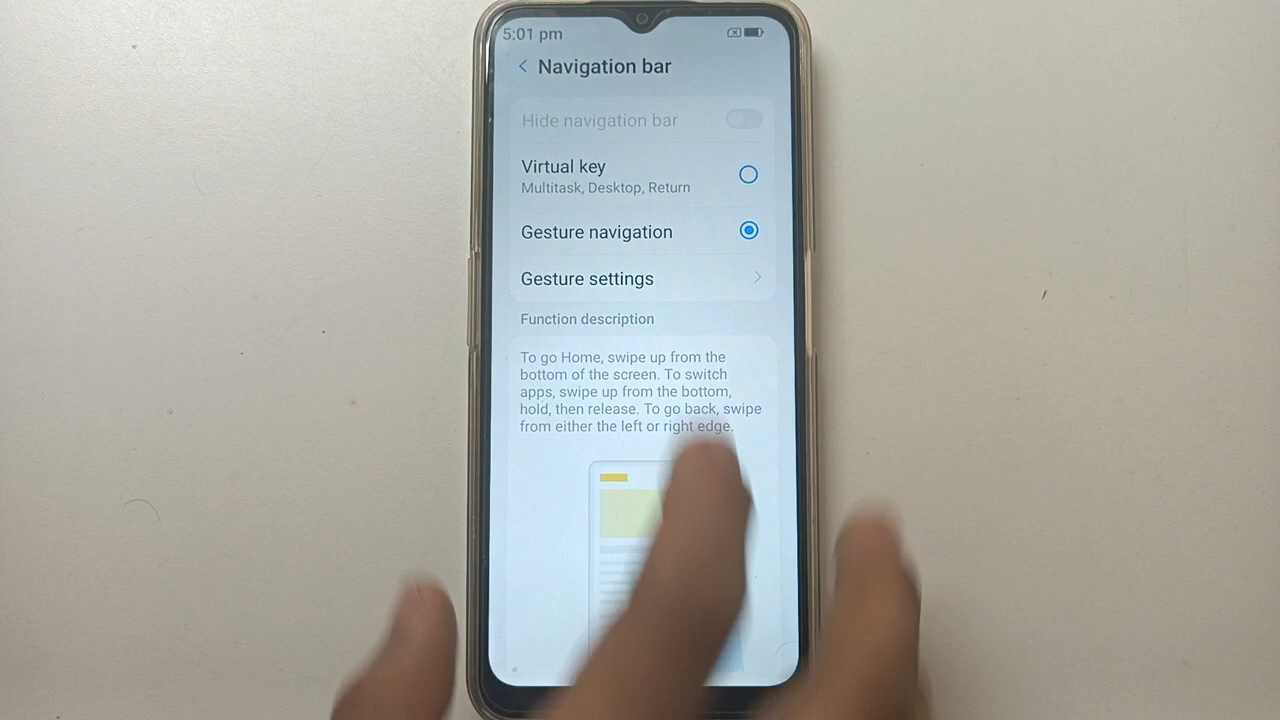 5:01 pm
Navigation bar
Hide navigation bar
Virtual key
Multitask, Desktop, Return
Gesture navigation
Gesture settings
Function description
To go Home, swipe up from the
bottom of the screen. To switch
apps, swipe up from the bottom,
hold, then release. To go back, swipe
from either the left or right edge.